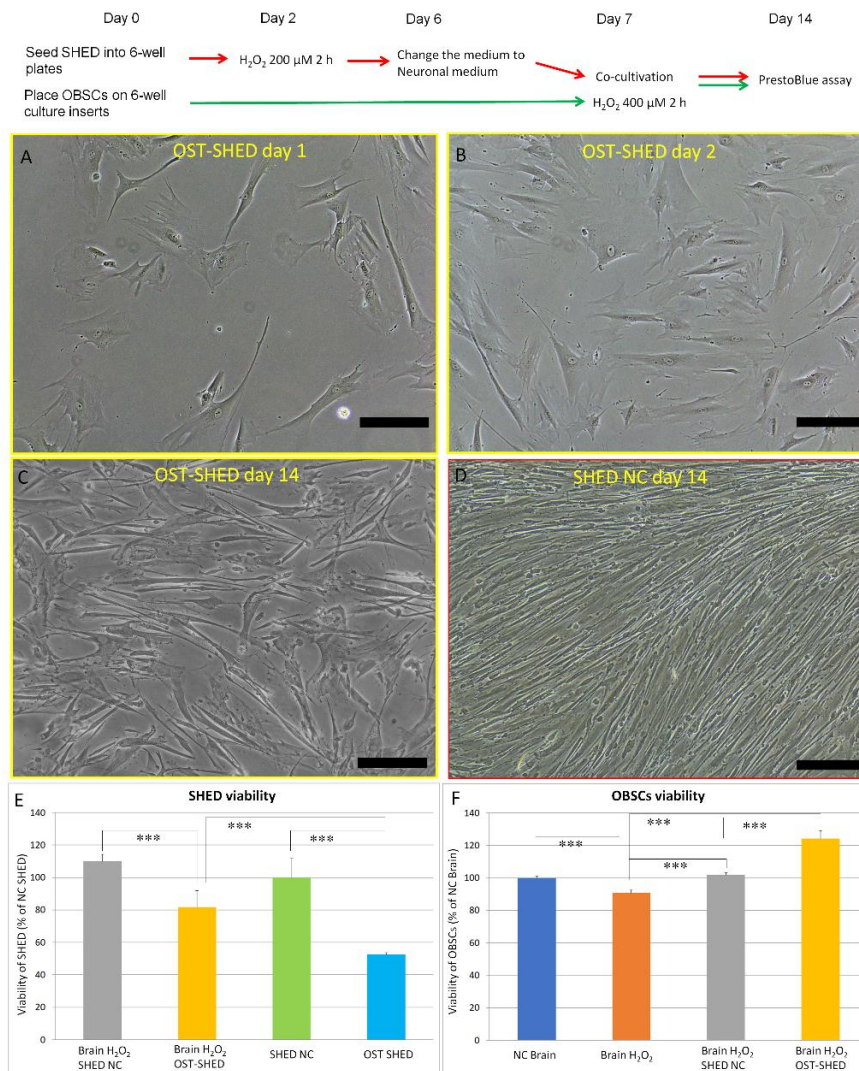 Day 0 Day 2 Day 6 Day 7 Day 14
Seed SHED into 6-well
plates
H₂O₂ 200 µM 2 h
Change the medium to
Neuronal medium
Co-cultivation
PrestoBlue assay
Place OBSCs on 6-well
culture inserts
H₂O₂ 400 µM 2 h
A
OST-SHED day 1
B
OST-SHED day 2
C
OST-SHED day 14
D
SHED NC day 14
E
SHED viability
Viability of SHED (% of NC SHED)
140
120
100
80
60
40
20
0
***
***
***
Brain H₂O₂
SHED NC
Brain H₂O₂
OST-SHED
SHED NC
OST SHED
F
OBSCs viability
Viability of OBSCs (% of NC Brain)
140
120
100
80
60
40
20
0
***
***
***
***
NC Brain
Brain H₂O₂
Brain H₂O₂
SHED NC
Brain H₂O₂
OST-SHED